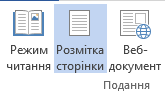 Режим читання
Розмітка сторінки
Веб-документ
Подання